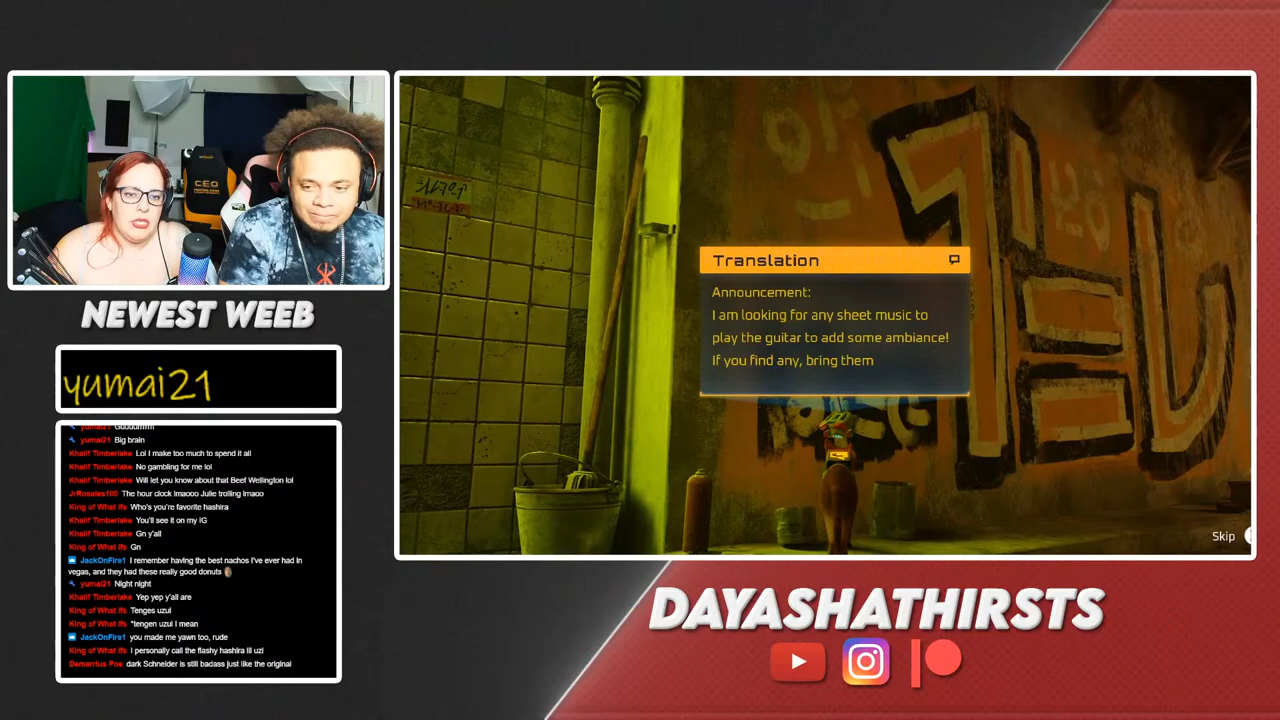 CEO
NEWEST WEEB
yumai21
yumai21 Big brain
Khalif Timberlake Lol I make too much to spend it all
Khalif Timberlake No gambling for me lol
Khalif Timberlake Will let you know about that Beef Wellington lol
JrRosales100 The hour clock lmaooo Julie trolling lmaoo
King of What Ifs Who's you're favorite hashira
Khalif Timberlake You'll see it on my IG
Khalif Timberlake Gn y'all
King of What Ifs Gn
JackOnFire1 I remember having the best nachos I've ever had in
vegas, and they had these really good donuts
yumai21 Night night
Khalif Timberlake Yep yep y'all are
King of What Ifs Tenges uzui
King of What Ifs *tengen uzui I mean
JackOnFire1 you made me yawn too, rude
King of What Ifs I personally call the flashy hashira lil uzi
Demarrius Poe dark Schneider is still badass just like the original
Translation
Announcement:
I am looking for any sheet music to
play the guitar to add some ambiance!
If you find any, bring them
Skip
DAYASHATHIRSTS